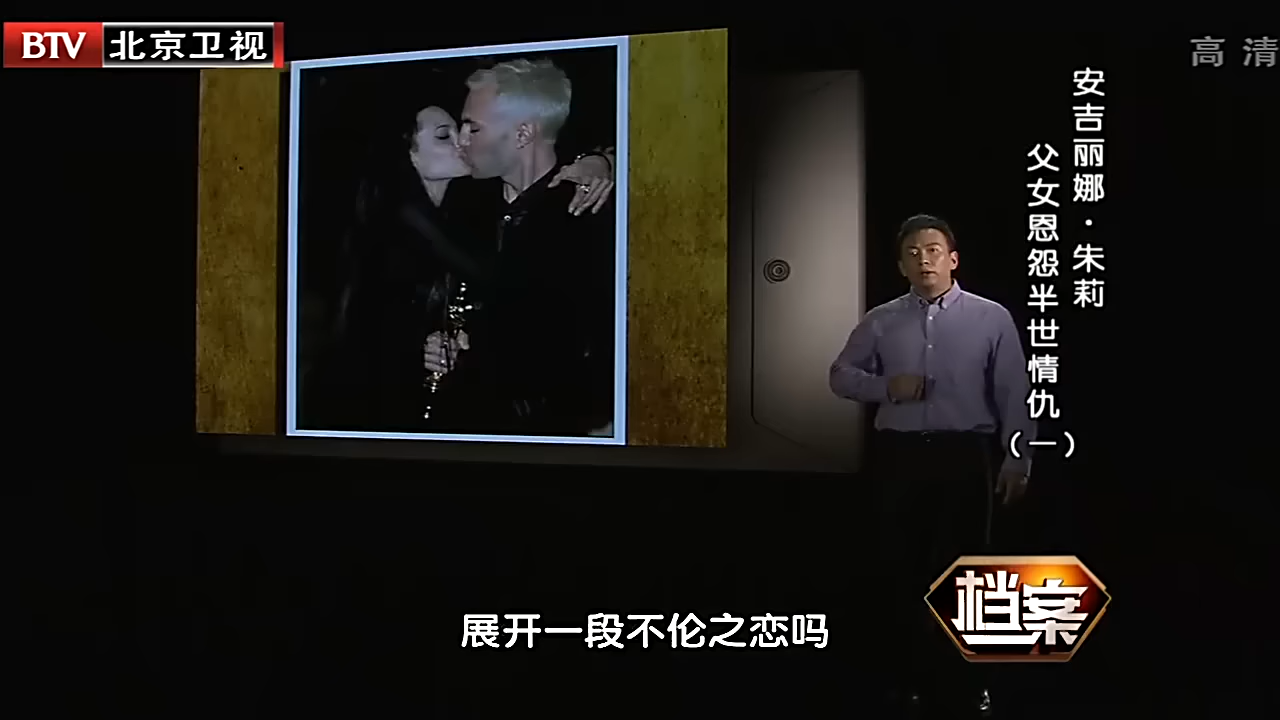 BTV 北京卫视
高清
安吉丽娜·朱莉
父女恩怨半世情仇
(一)
档案
展开一段不伦之恋吗